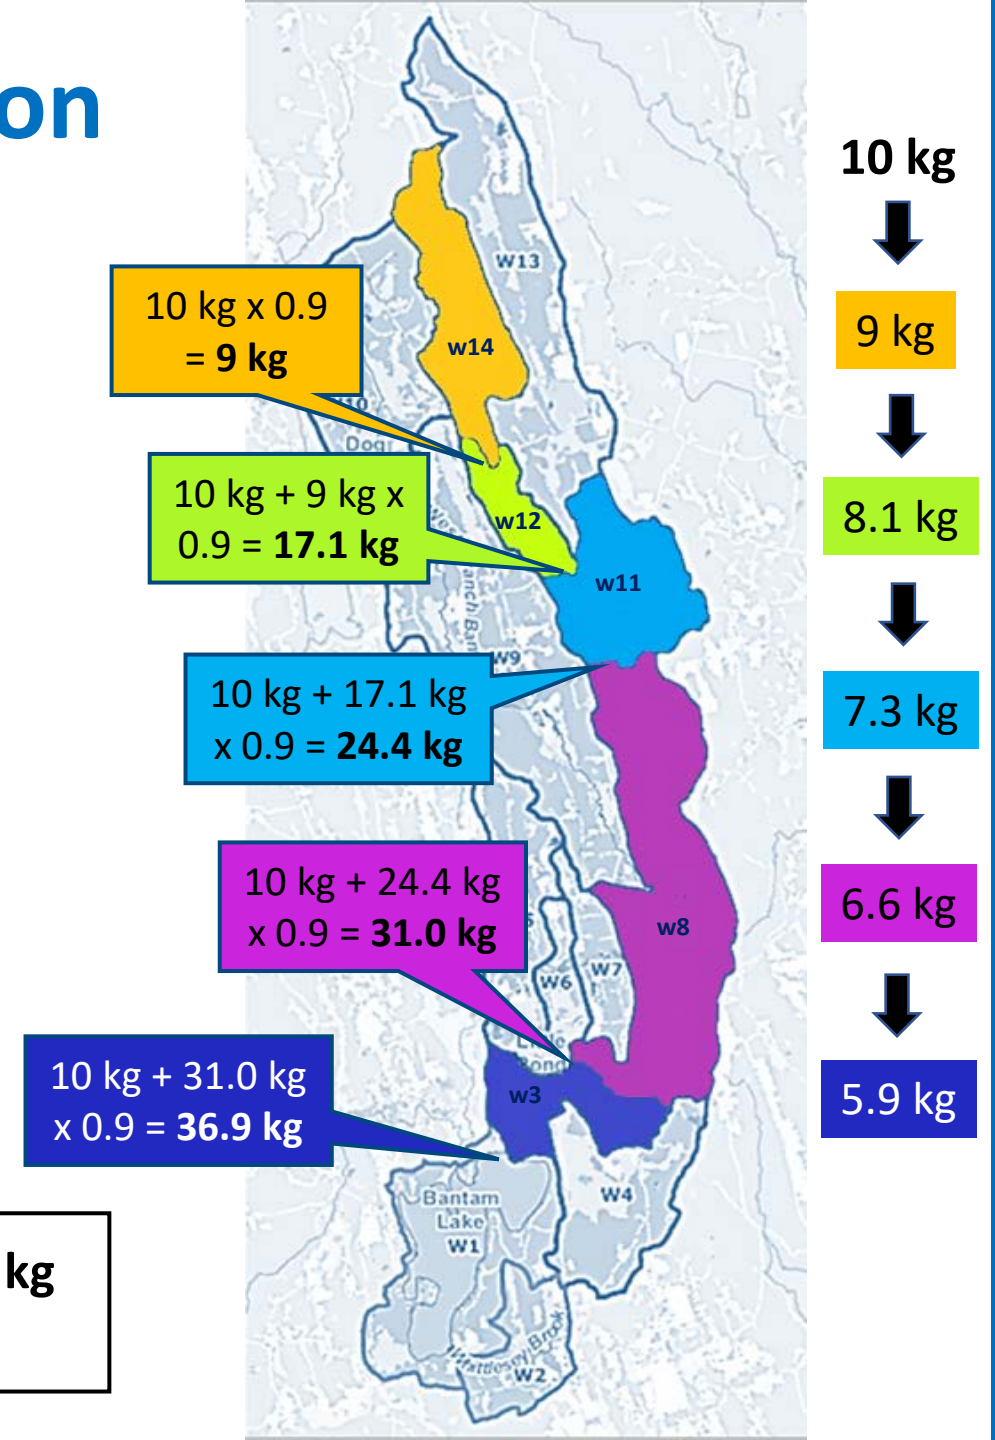 on
10 kg
W13
10 kg x 0.9
= 9 kg
9 kg
w14
10 kg + 9 kg x
0.9 = 17.1 kg
8.1 kg
w12
w11
W9
10 kg + 17.1 kg
x 0.9 = 24.4 kg
7.3 kg
10 kg + 24.4 kg
x 0.9 = 31.0 kg
6.6 kg
w8
W7
W6
10 kg + 31.0 kg
x 0.9 = 36.9 kg
w3
5.9 kg
W4
Bantam
Lake
W1
kg
Brook
W2